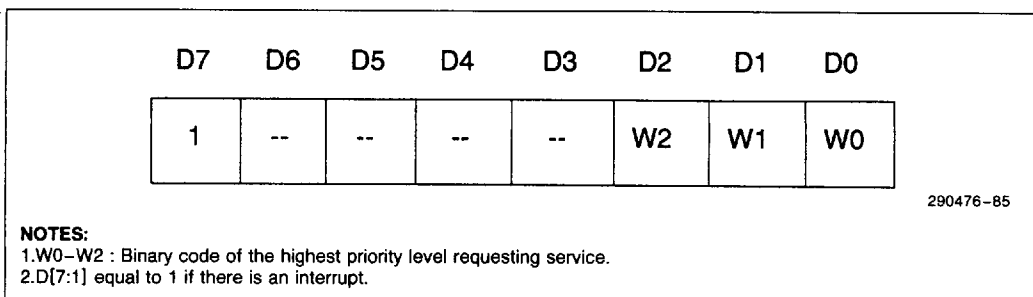 D7 D6 D5 D4 D3 D2 D1 D0
1 -- -- -- -- W2 W1 W0
290476-85
NOTES:
1.W0–W2 : Binary code of the highest priority level requesting service.
2.D[7:1] equal to 1 if there is an interrupt.